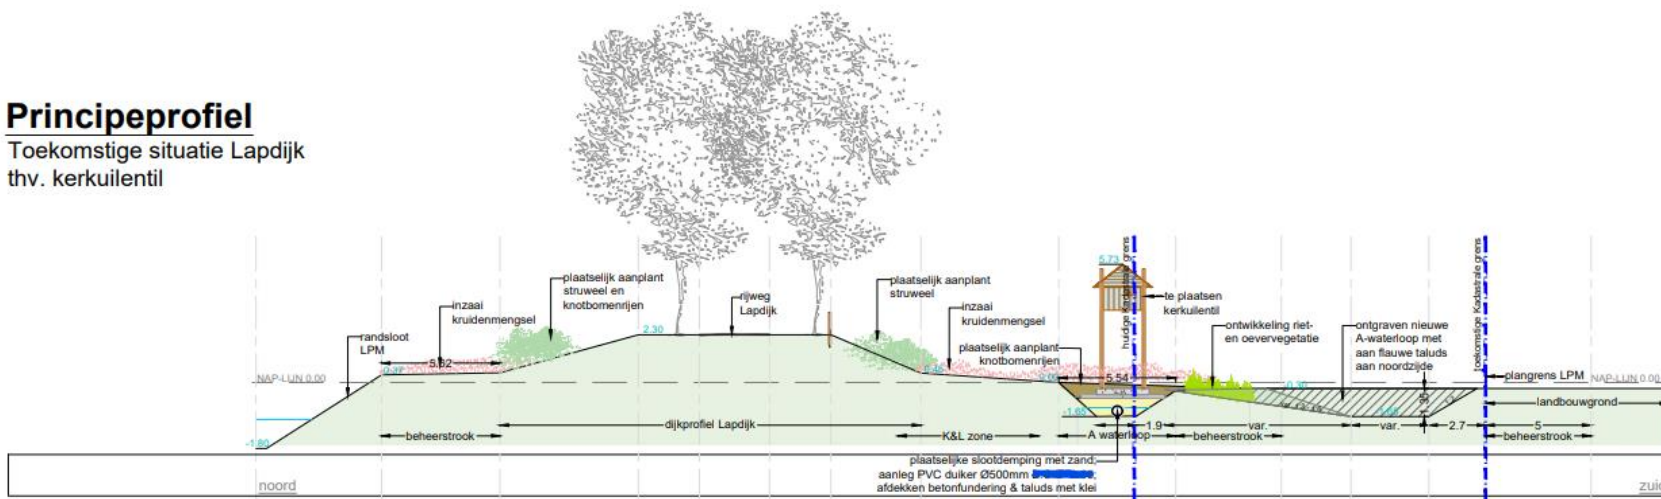 Principeprofiel
Toekomstige situatie Lapdijk
thv. kerkuilentil
plaatselijk aanplant
struweel en
knotbomenrijen
inzaai
kruidenmengsel
randsloot
LPM
rijweg
Lapdijk
plaatselijk aanplant
struweel
inzaai
kruidenmengsel
plaatselijk aanplant
knotbomenrijen
huidige Kadastrale grens
te plaatsen
kerkuilentil
ontwikkeling riet-
en oevervegetatie
ontgraven nieuwe
A-waterloop met
aan flauwe taluds
aan noordzijde
toekomstige Kadastrale grens
plangrens LPM
5.73
2.30
NAP-LIJN 0.00
5.62
5.54
NAP-LIJN 0.00
landbouwgrond
-1.80
-1.65
1.35
beheerstrook
dijkprofiel Lapdijk
K&L zone
A waterloop
1.9
var.
beheerstrook
var.
2.7
5
beheerstrook
plaatselijke slootdemping met zand;
aanleg PVC duiker Ø500mm
afdekken betonfundering & taluds met klei
noord
zuid